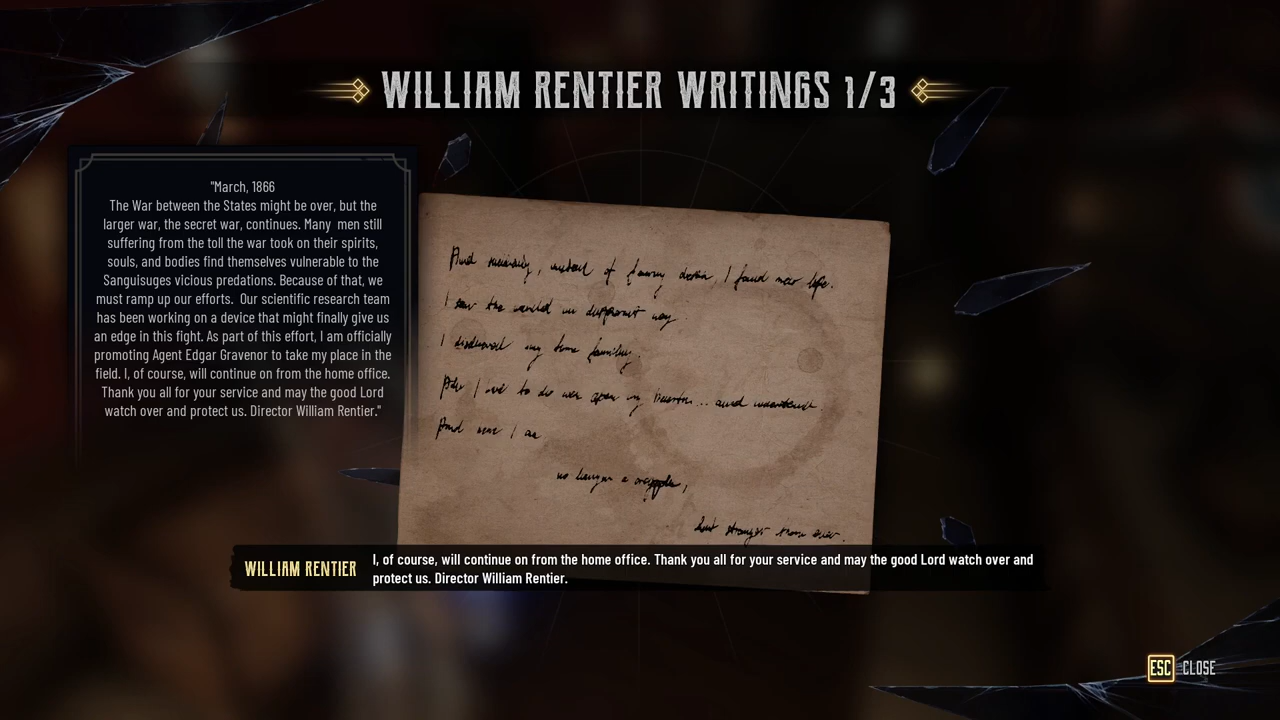 WILLIAM RENTIER WRITINGS 1/3
"March, 1866
The War between the States might be over, but the
larger war, the secret war, continues. Many  men still
suffering from the toll the war took on their spirits,
souls, and bodies find themselves vulnerable to the
Sanguisuges vicious predations. Because of that, we
must ramp up our efforts.  Our scientific research team
has been working on a device that might finally give us
an edge in this fight. As part of this effort, I am officially
promoting Agent Edgar Gravenor to take my place in the
field. I, of course, will continue on from the home office.
Thank you all for your service and may the good Lord
watch over and protect us. Director William Rentier."
And instead of I found new life.
I saw the world in different way
I my
I to my ... and
And I
no longer a
but stronger than ever.
WILLIAM RENTIER
I, of course, will continue on from the home office. Thank you all for your service and may the good Lord watch over and
protect us. Director William Rentier.
ESC CLOSE